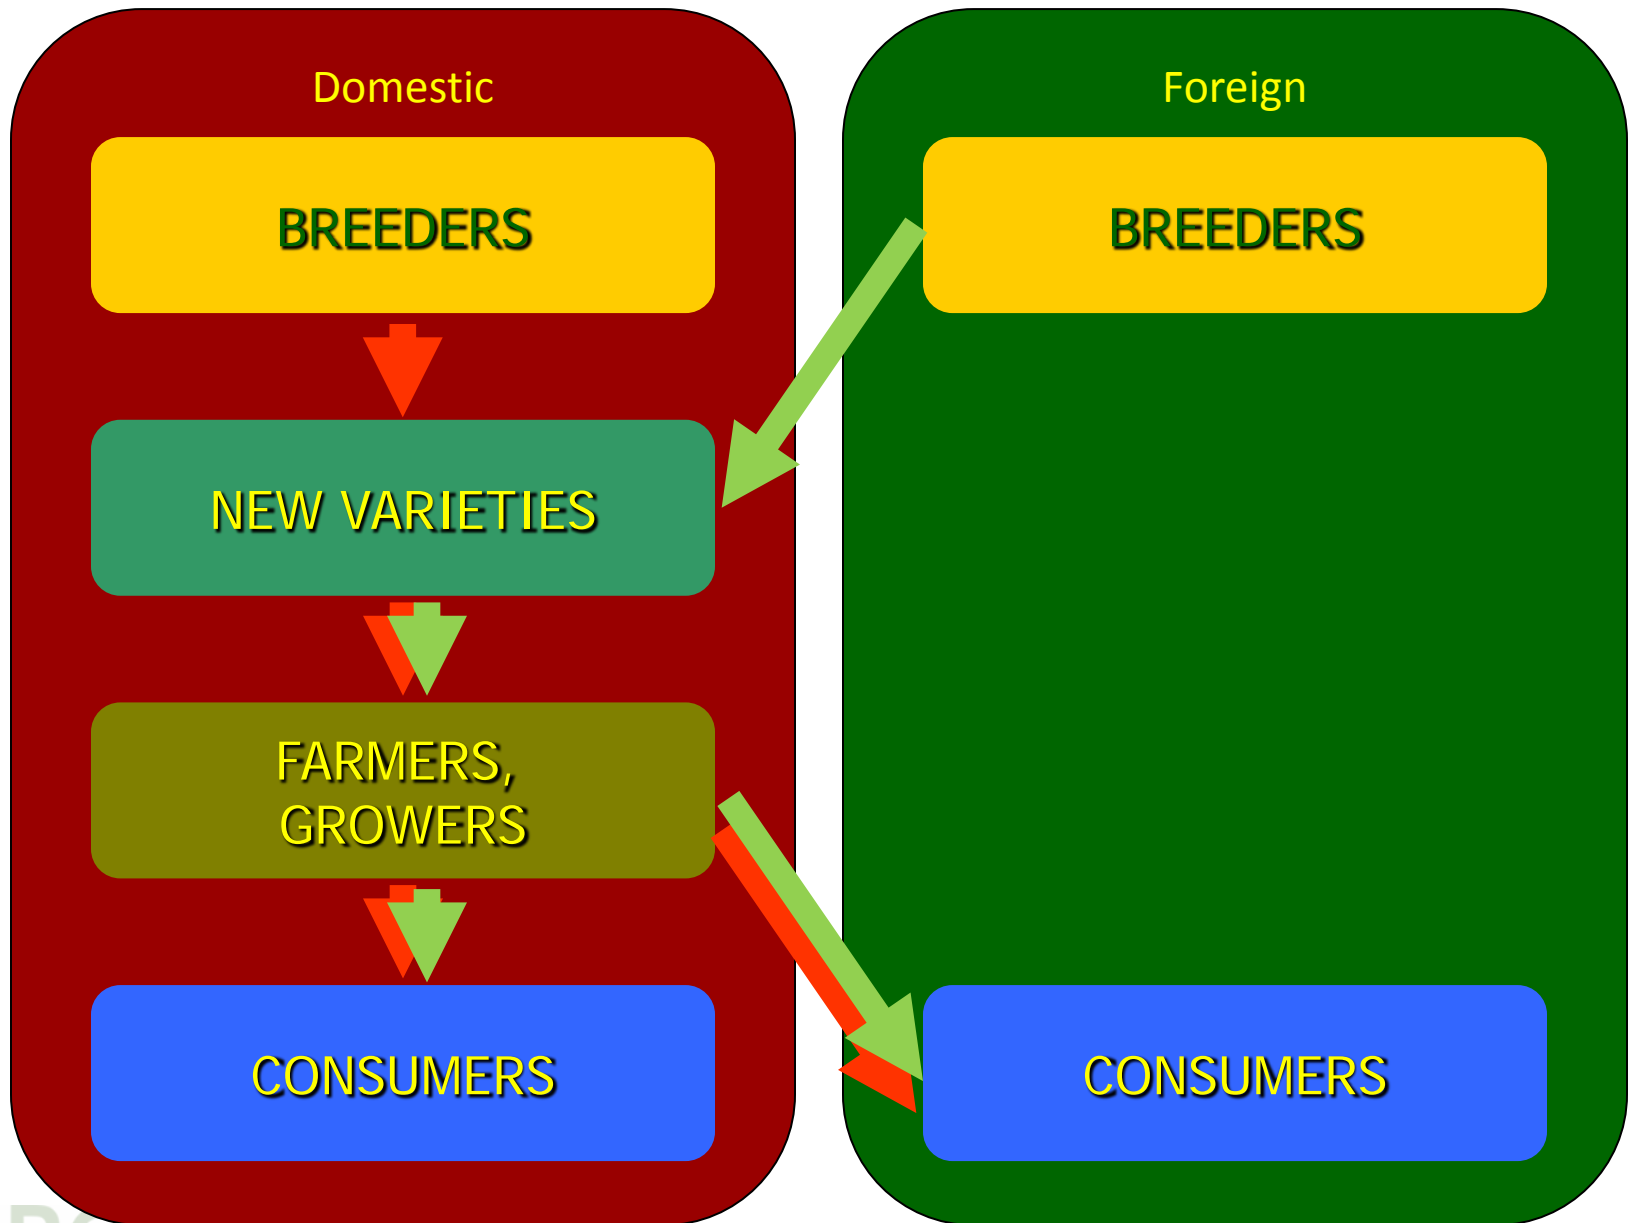 Domestic
BREEDERS
NEW VARIETIES
FARMERS,
GROWERS
CONSUMERS
Foreign
BREEDERS
CONSUMERS